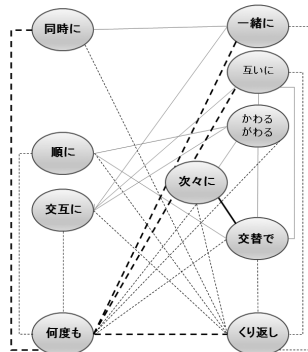 同時に
一緒に
互いに
かわる
がわる
順に
次々に
交互に
交替で
何度も
くり返し